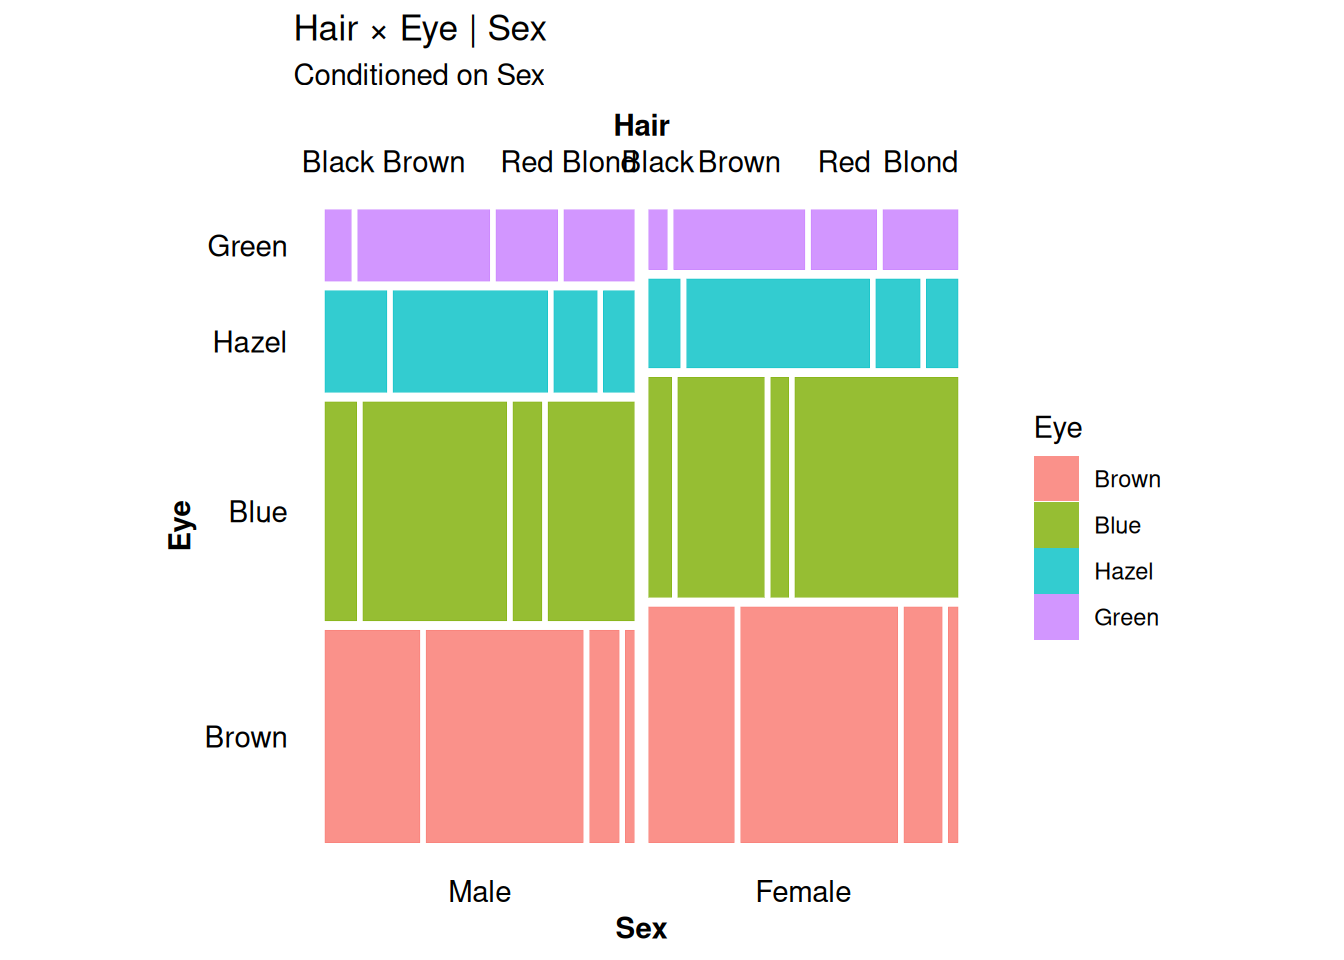 Hair × Eye | Sex
Conditioned on Sex
Hair
Black Brown Red Blond Black Brown Red Blond
Green
Hazel
Blue
Brown
Eye
Eye
Brown
Blue
Hazel
Green
Male Female
Sex